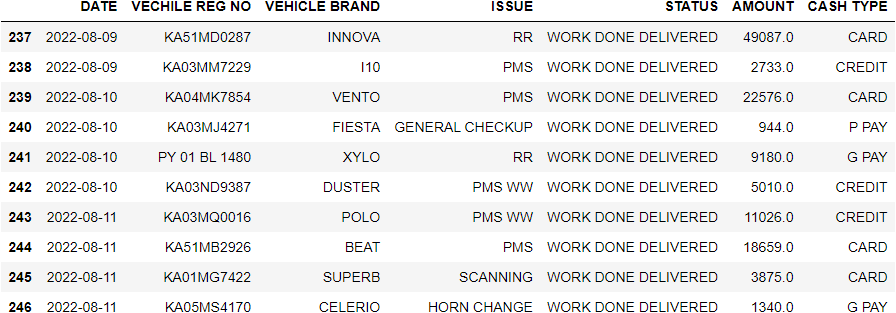 DATE VECHILE REG NO VEHICLE BRAND ISSUE STATUS AMOUNT CASH TYPE
237 2022-08-09 KA51MD0287 INNOVA RR WORK DONE DELIVERED 49087.0 CARD
238 2022-08-09 KA03MM7229 I10 PMS WORK DONE DELIVERED 2733.0 CREDIT
239 2022-08-10 KA04MK7854 VENTO PMS WORK DONE DELIVERED 22576.0 CARD
240 2022-08-10 KA03MJ4271 FIESTA GENERAL CHECKUP WORK DONE DELIVERED 944.0 P PAY
241 2022-08-10 PY 01 BL 1480 XYLO RR WORK DONE DELIVERED 9180.0 G PAY
242 2022-08-10 KA03ND9387 DUSTER PMS WW WORK DONE DELIVERED 5010.0 CREDIT
243 2022-08-11 KA03MQ0016 POLO PMS WW WORK DONE DELIVERED 11026.0 CREDIT
244 2022-08-11 KA51MB2926 BEAT PMS WORK DONE DELIVERED 18659.0 CARD
245 2022-08-11 KA01MG7422 SUPERB SCANNING WORK DONE DELIVERED 3875.0 CARD
246 2022-08-11 KA05MS4170 CELERIO HORN CHANGE WORK DONE DELIVERED 1340.0 G PAY